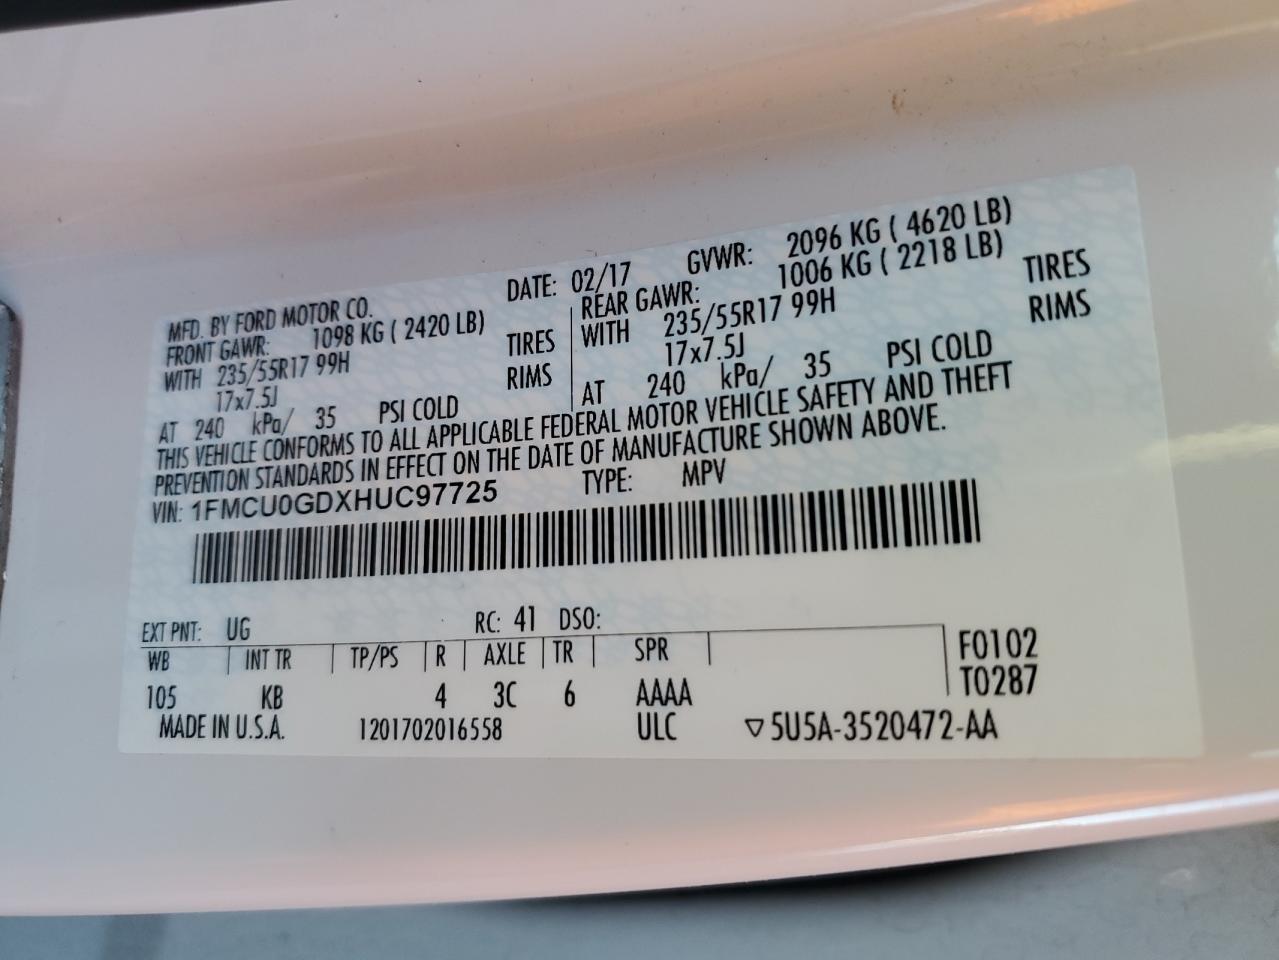 MFD. BY FORD MOTOR CO. DATE: 02/17 GVWR: 2096 KG ( 4620 LB)
FRONT GAWR: 1098 KG ( 2420 LB) REAR GAWR: 1006 KG ( 2218 LB)
WITH 235/55R17 99H TIRES WITH 235/55R17 99H TIRES
17x7.5J RIMS 17x7.5J RIMS
AT 240 kPa/ 35 PSI COLD AT 240 kPa/ 35 PSI COLD
THIS VEHICLE CONFORMS TO ALL APPLICABLE FEDERAL MOTOR VEHICLE SAFETY AND THEFT
PREVENTION STANDARDS IN EFFECT ON THE DATE OF MANUFACTURE SHOWN ABOVE.
VIN: 1FMCU0GDXHUC97725 TYPE: MPV
EXT PNT: UG RC: 41 DSO:
WB INT TR TP/PS R AXLE TR SPR F0102
105 KB 4 3C 6 AAAA T0287
MADE IN U.S.A. 1201702016558 ULC ▽5U5A-3520472-AA